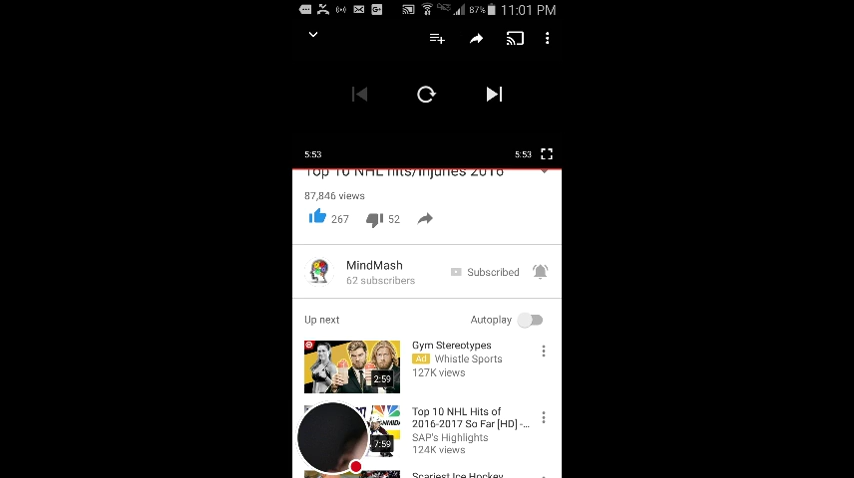 87% 11:01 PM
5:53 5:53
Top 10 NHL hits/injuries 2016
87,846 views
267 52
MindMash Subscribed
62 subscribers
Up next Autoplay
Gym Stereotypes
Ad Whistle Sports
127K views
2:59
Top 10 NHL Hits of
2016-2017 So Far [HD] -...
SAP's Highlights
124K views
7:59
Scariest Ice Hockey